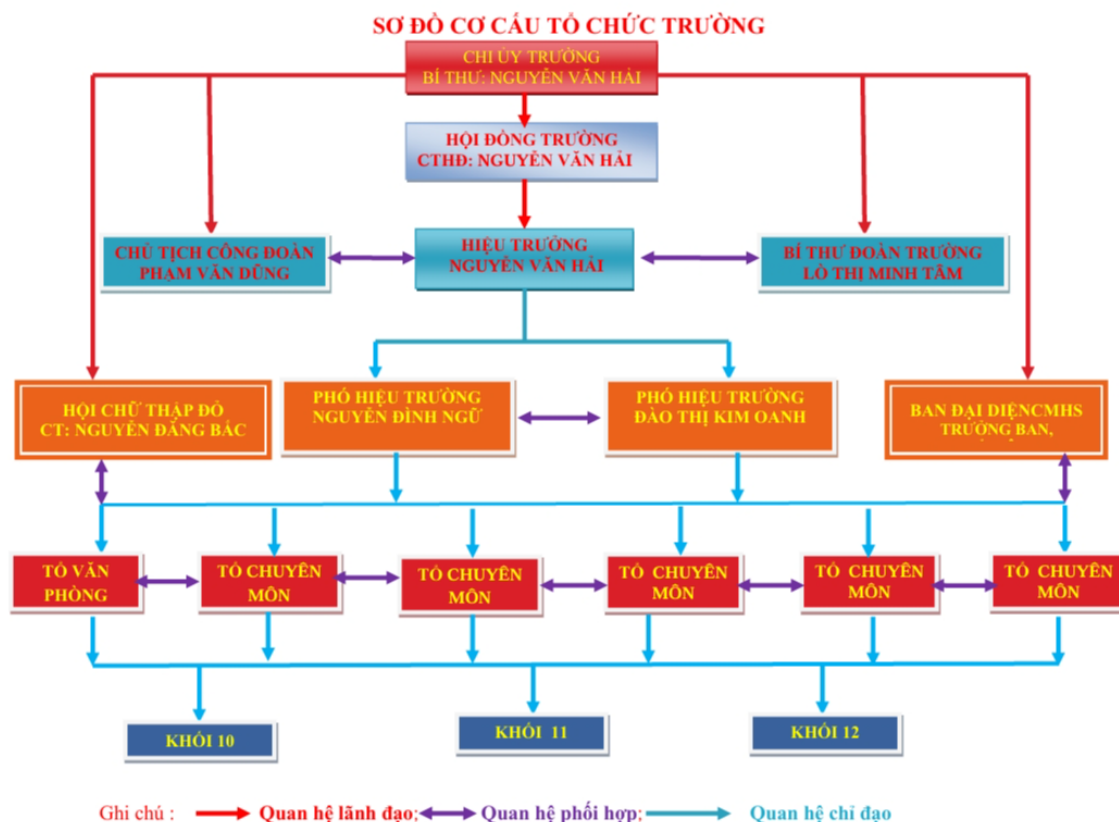 SƠ ĐỒ CƠ CẤU TỔ CHỨC TRƯỜNG
CHI ỦY TRƯỜNG
BÍ THƯ: NGUYỄN VĂN HẢI
HỘI ĐỒNG TRƯỜNG
CTHĐ: NGUYỄN VĂN HẢI
CHỦ TỊCH CÔNG ĐOÀN
PHẠM VĂN DŨNG
HIỆU TRƯỞNG
NGUYỄN VĂN HẢI
BÍ THƯ ĐOÀN TRƯỜNG
LÒ THỊ MINH TÂM
HỘI CHỮ THẬP ĐỎ
CT: NGUYỄN ĐĂNG BẮC
PHÓ HIỆU TRƯỞNG
NGUYỄN ĐÌNH NGỮ
PHÓ HIỆU TRƯỞNG
ĐÀO THỊ KIM OANH
BAN ĐẠI DIỆNCMHS
TRƯỞNG BAN,
TỔ VĂN
PHÒNG
TỔ CHUYÊN
MÔN
TỔ CHUYÊN
MÔN
TỔ CHUYÊN
MÔN
TỔ CHUYÊN
MÔN
TỔ CHUYÊN
MÔN
KHỐI 10
KHỐI 11
KHỐI 12
Ghi chú : Quan hệ lãnh đạo; Quan hệ phối hợp; Quan hệ chỉ đạo